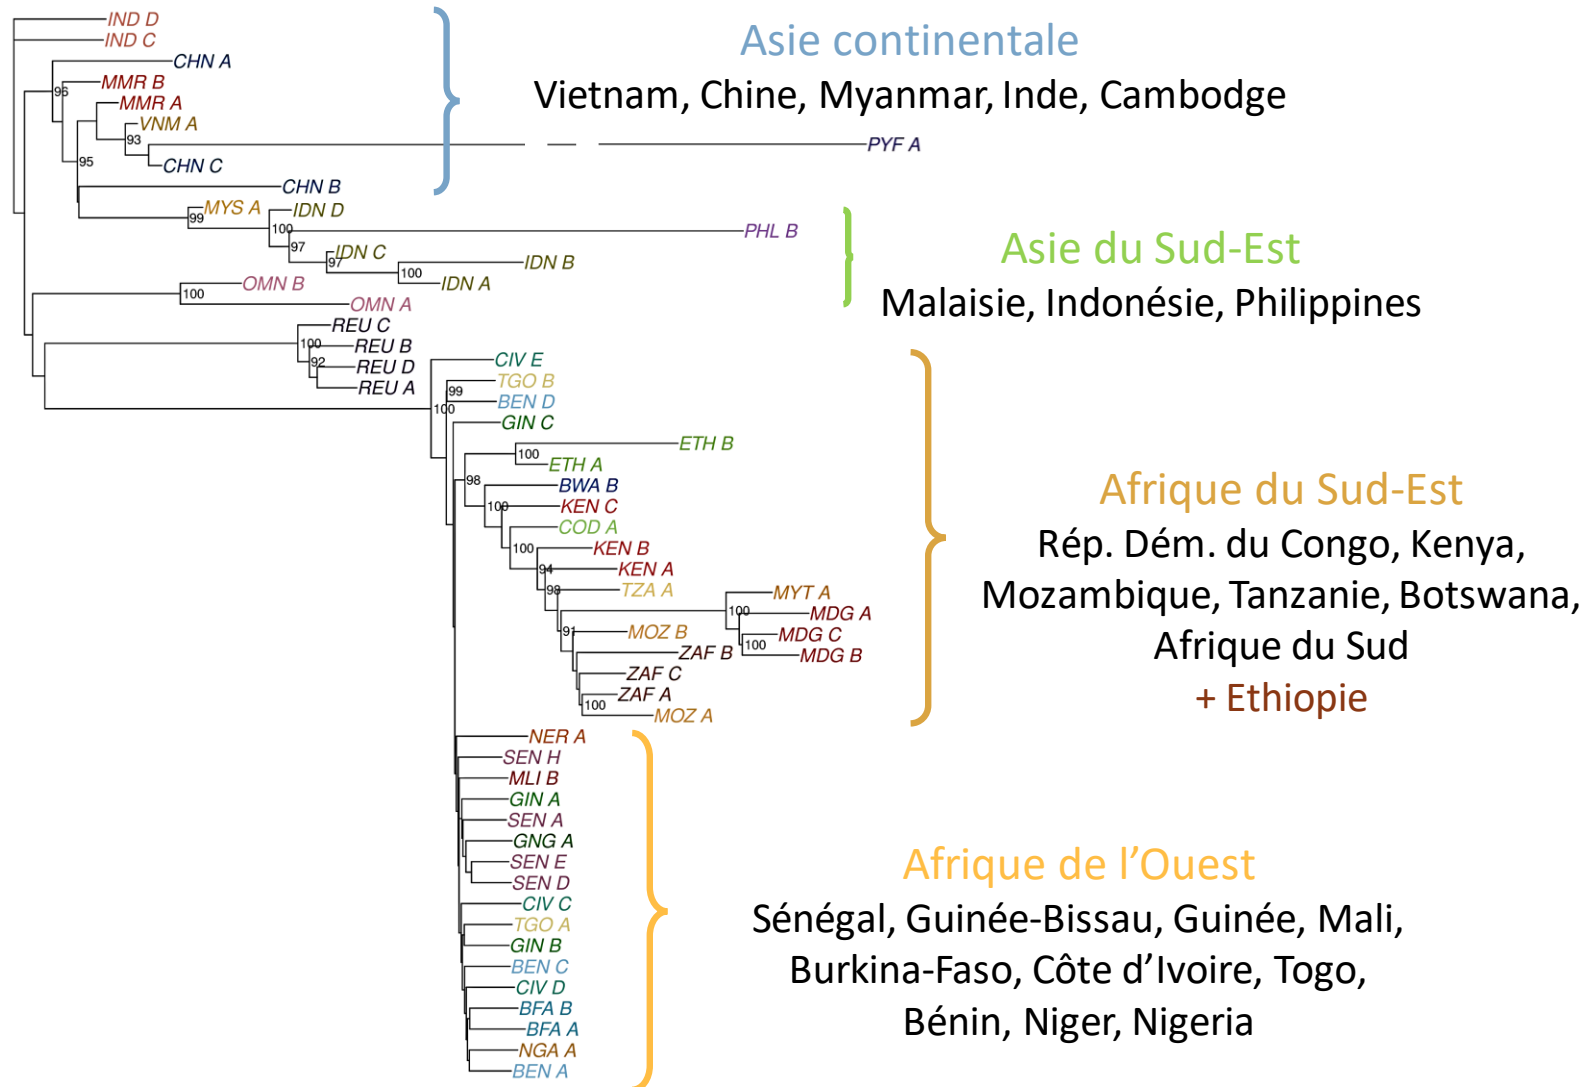 IND D
IND C
CHN A
96
MMR B
MMR A
VNM A
93
PYF A
95
CHN C
CHN B
MYS A
99
IDN D
100
PHL B
97
IDN C
97
IDN B
100
IDN A
OMN B
100
OMN A
REU C
100
REU B
92
REU D
REU A
CIV E
TGO B
99
BEN D
100
GIN C
ETH B
100
ETH A
98
BWA B
100
KEN C
COD A
100
KEN B
94
KEN A
98
TZA A
MYT A
100
MDG A
91
MOZ B
MDG C
100
ZAF B
MDG B
ZAF C
ZAF A
100
MOZ A
NER A
SEN H
MLI B
GIN A
SEN A
GNG A
SEN E
SEN D
CIV C
TGO A
GIN B
BEN C
CIV D
BFA B
BFA A
NGA A
BEN A
Asie continentale
Vietnam, Chine, Myanmar, Inde, Cambodge
Asie du Sud-Est
Malaisie, Indonésie, Philippines
Afrique du Sud-Est
Rép. Dém. du Congo, Kenya,
Mozambique, Tanzanie, Botswana,
Afrique du Sud
+ Ethiopie
Afrique de l’Ouest
Sénégal, Guinée-Bissau, Guinée, Mali,
Burkina-Faso, Côte d’Ivoire, Togo,
Bénin, Niger, Nigeria